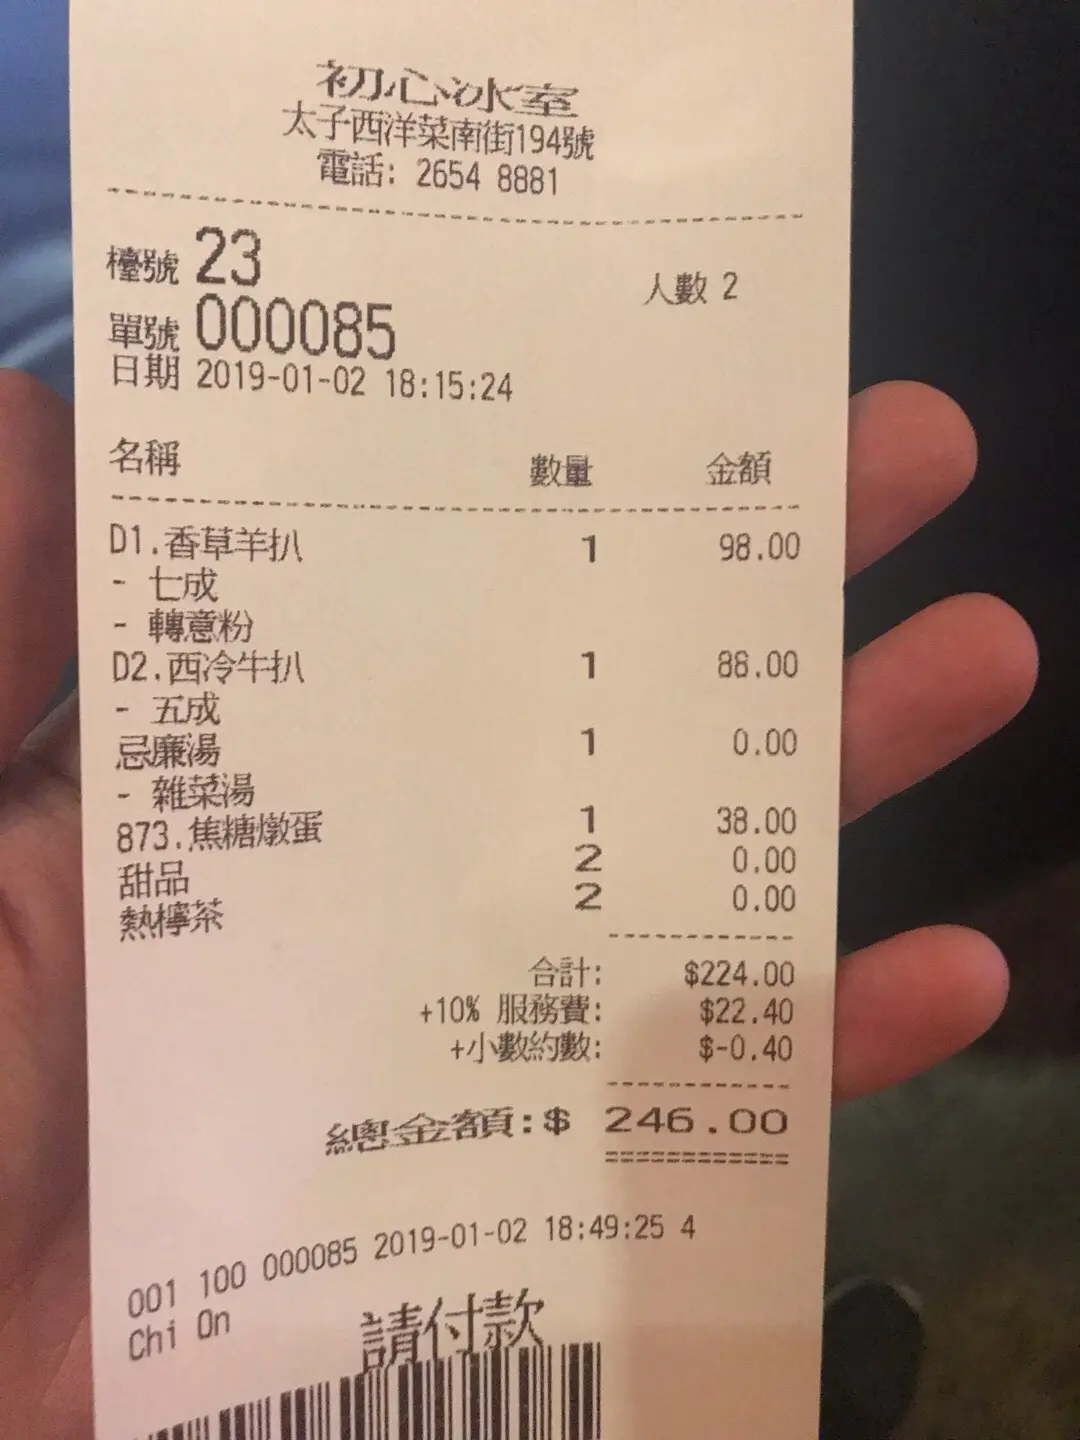 初心冰室
太子西洋菜南街194號
電話: 2654 8881
檯號 23 人數 2
單號 000085
日期 2019-01-02 18:15:24
名稱 數量 金額
D1.香草羊扒 1 98.00
- 七成
- 轉意粉
D2.西冷牛扒 1 88.00
- 五成
忌廉湯 1 0.00
- 雜菜湯
873.焦糖燉蛋 1 38.00
甜品 2 0.00
熱檸茶 2 0.00
合計: $224.00
+10% 服務費: $22.40
+小數約數: $-0.40
總金額:$ 246.00
001 100 000085 2019-01-02 18:49:25 4
Chi On
請付款